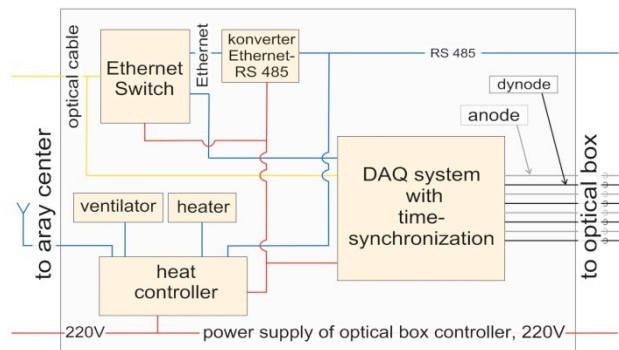 optical cable
Ethernet
Switch
Ethernet
konverter
Ethernet-
RS 485
RS 485
dynode
anode
to aray center
to optical box
DAQ system
with
time-
synchronization
ventilator
heater
heat
controller
220V
power supply of optical box controller, 220V